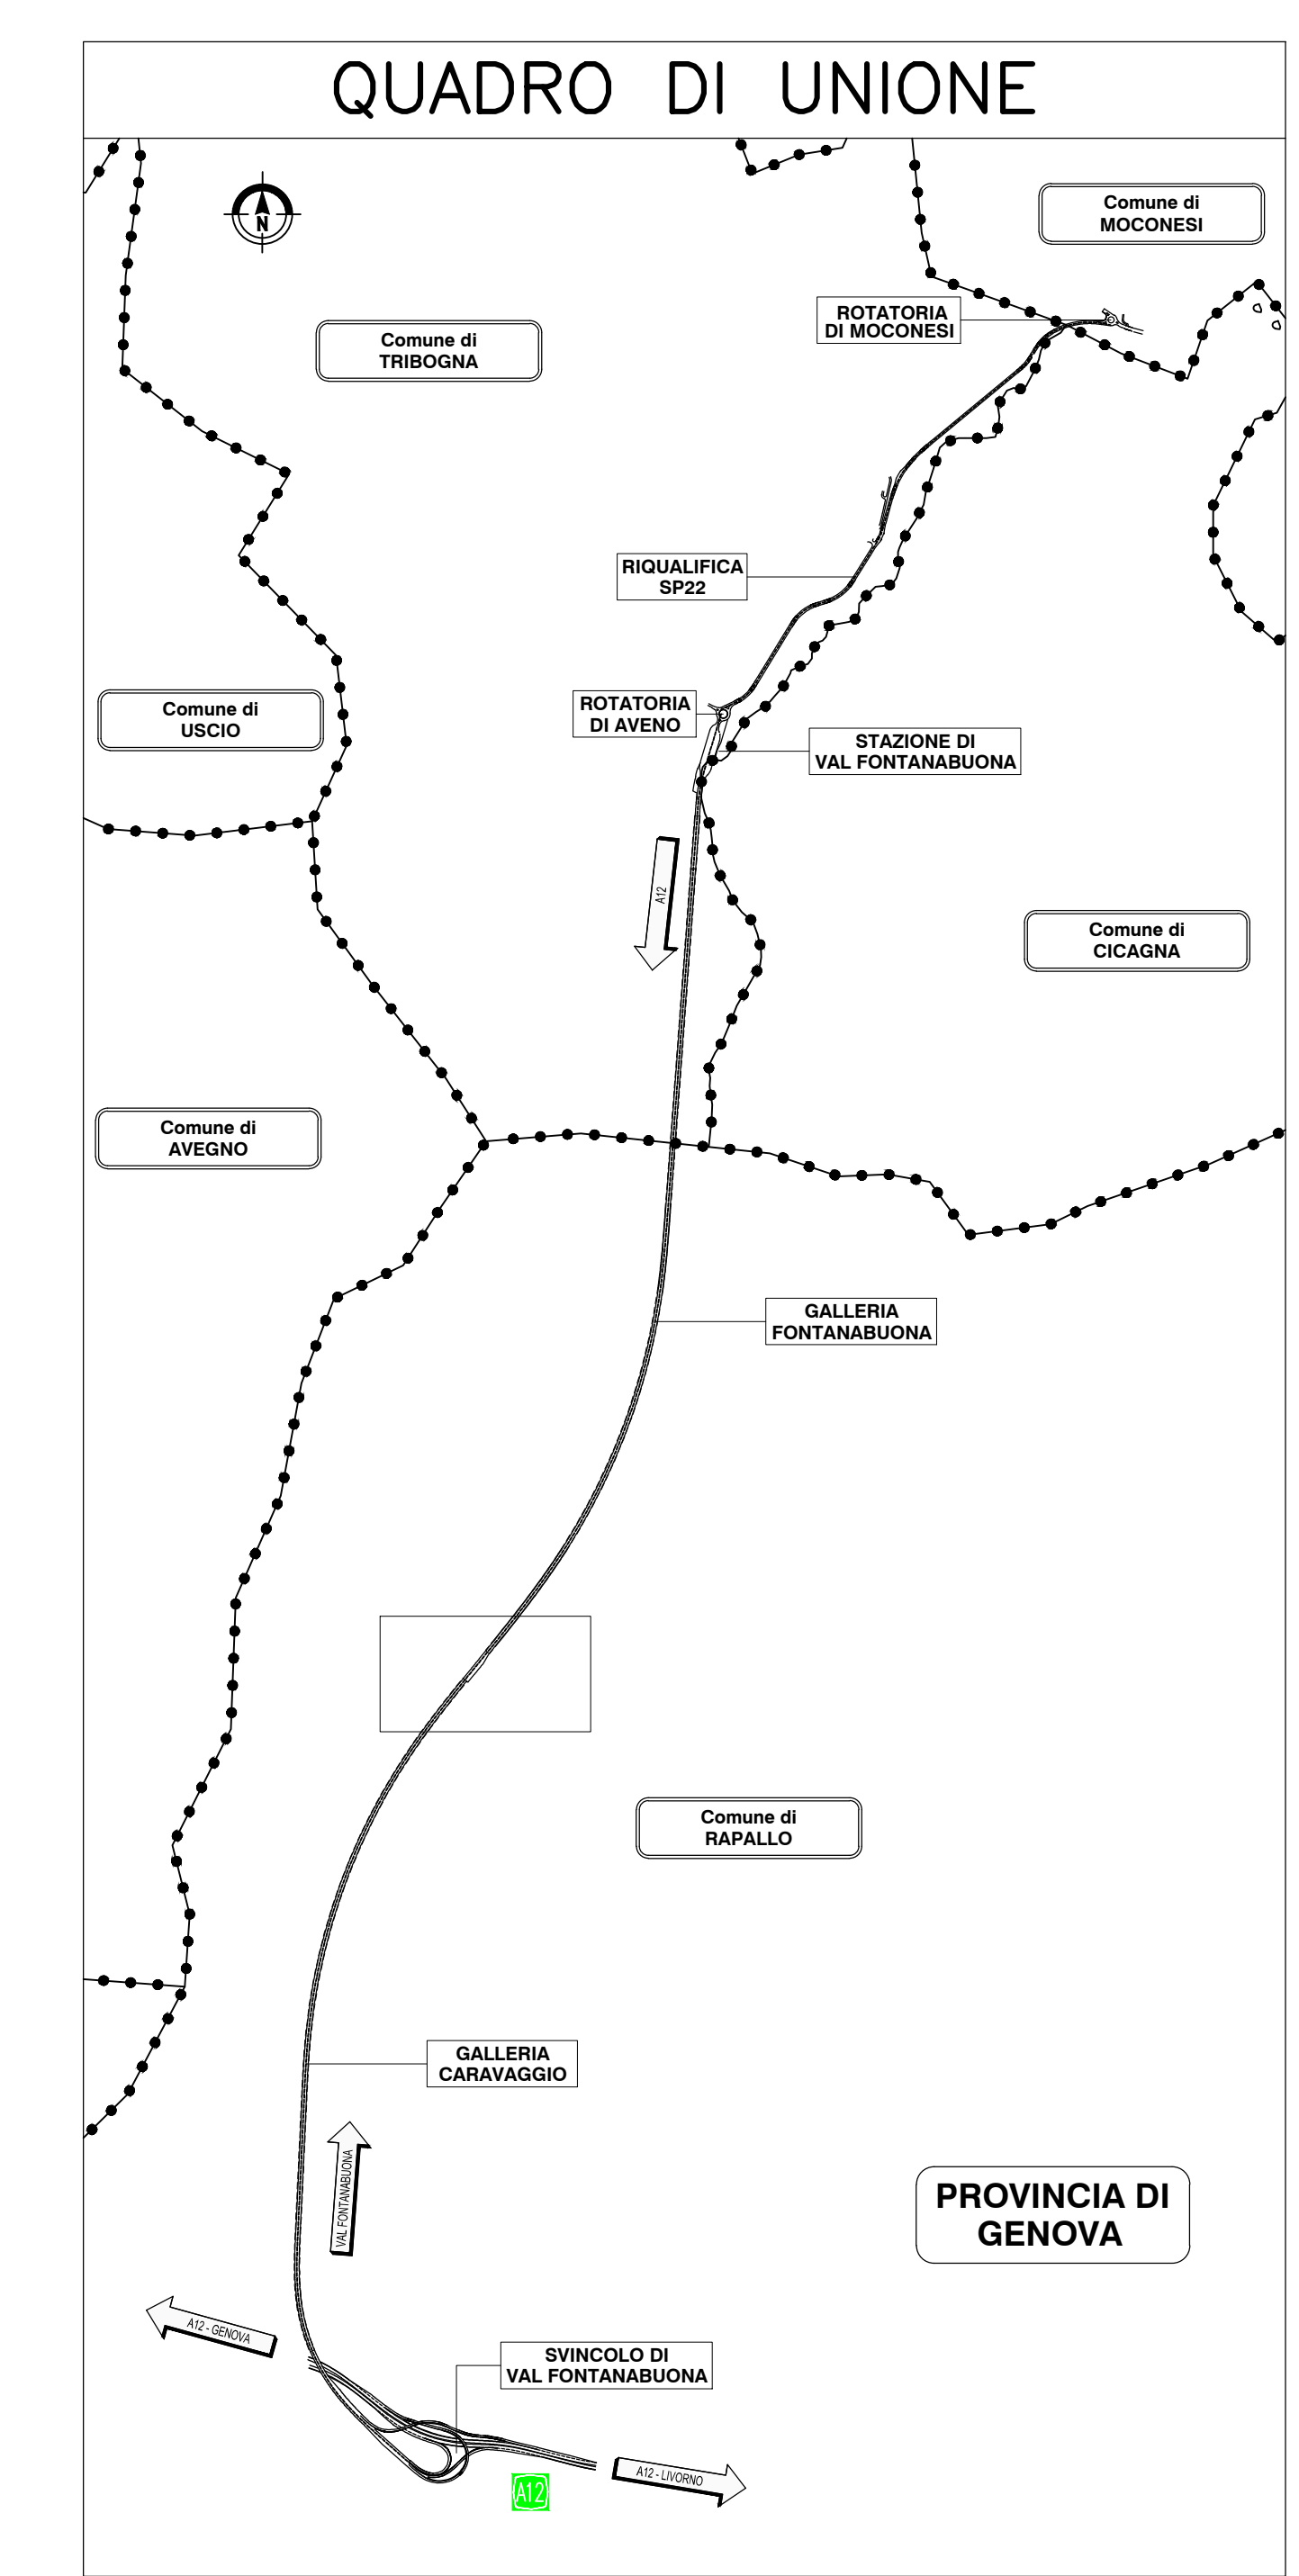 QUADRO DI UNIONE
Comune di
MOCONESI
N
ROTATORIA
DI MOCONESI
Comune di
TRIBOGNA
RIQUALIFICA
SP22
Comune di
USCIO
ROTATORIA
DI AVENO
STAZIONE DI
VAL FONTANABUONA
A12
Comune di
CICAGNA
Comune di
AVEGNO
GALLERIA
FONTANABUONA
Comune di
RAPALLO
GALLERIA
CARAVAGGIO
VAL FONTANABUONA
PROVINCIA DI
GENOVA
A12 - GENOVA
SVINCOLO DI
VAL FONTANABUONA
A12 - LIVORNO
A12